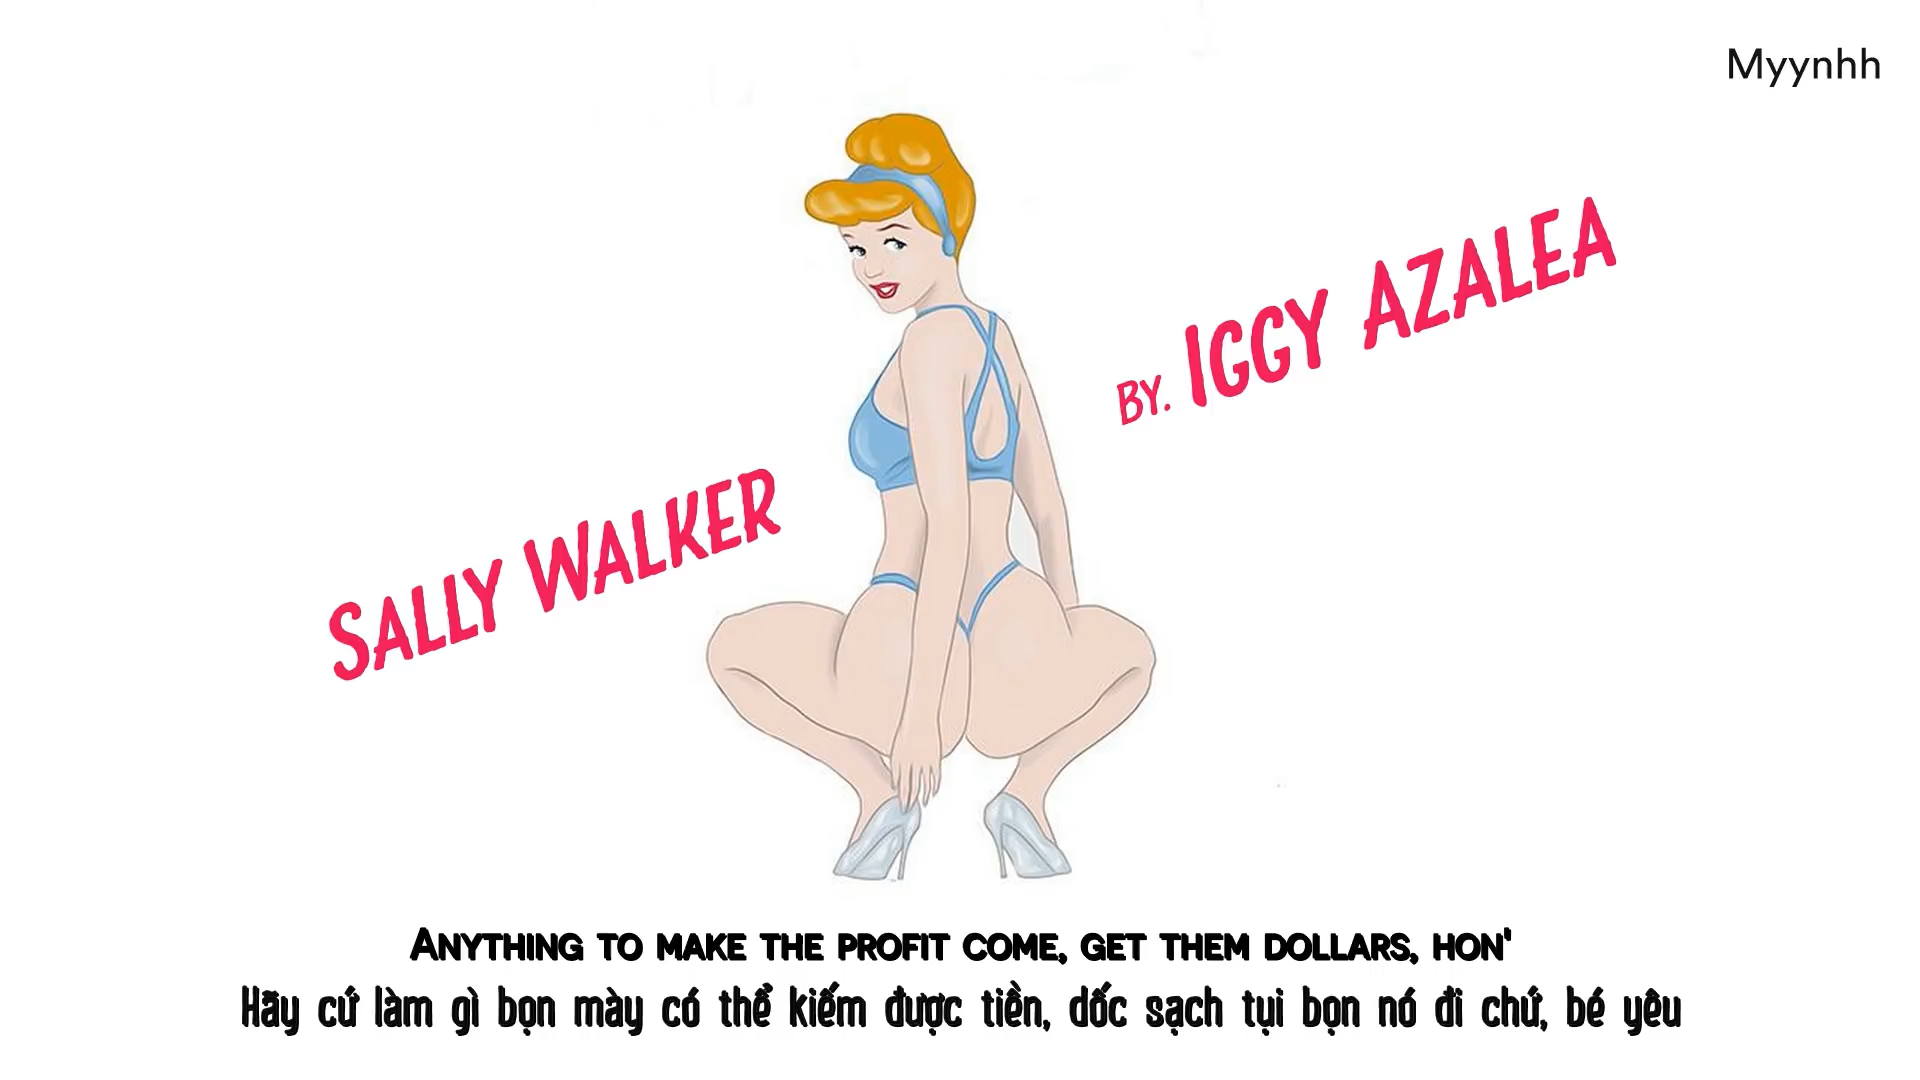 Myynhh
BY. IGGY AZALEA
SALLY WALKER
ANYTHING TO MAKE THE PROFIT COME, GET THEM DOLLARS, HON'
Hãy cứ làm gì bọn mày có thể kiếm được tiền, dốc sạch tụi bọn nó đi chứ, bé yêu